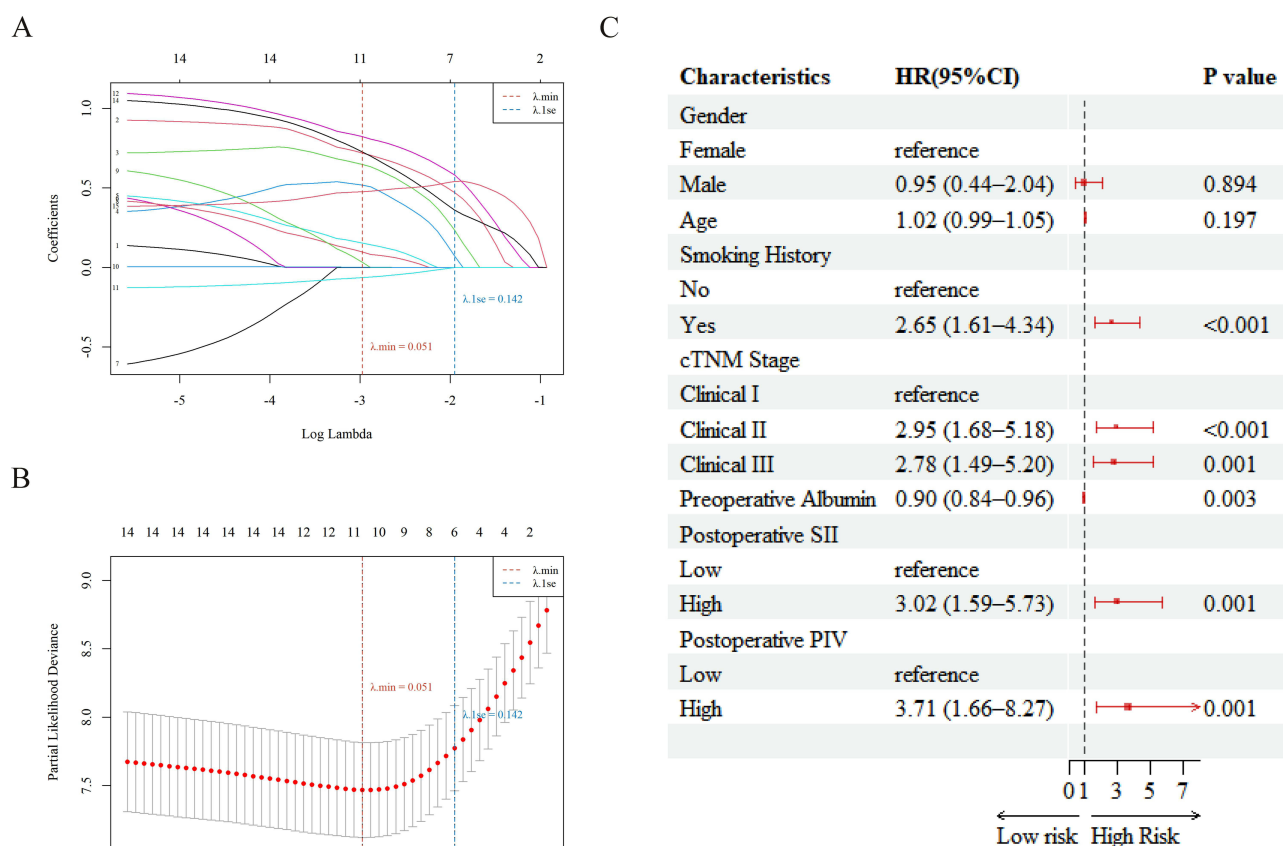 A
14 14 11 7 2
λ.min
λ.1se
12
14
2
3
9
4
1
10
11
7
1.0
0.5
0.0
-0.5
Coefficients
λ.1se = 0.142
λ.min = 0.051
-5 -4 -3 -2 -1
Log Lambda
B
14 14 14 14 14 14 14 12 12 11 10 9 8 6 4 4 2
λ.min
λ.1se
9.0
8.5
8.0
7.5
Partial Likelihood Deviance
λ.min = 0.051
λ.1se = 0.142
C
Characteristics HR(95%CI) P value
Gender
Female reference
Male 0.95 (0.44–2.04) 0.894
Age 1.02 (0.99–1.05) 0.197
Smoking History
No reference
Yes 2.65 (1.61–4.34) <0.001
cTNM Stage
Clinical I reference
Clinical II 2.95 (1.68–5.18) <0.001
Clinical III 2.78 (1.49–5.20) 0.001
Preoperative Albumin 0.90 (0.84–0.96) 0.003
Postoperative SII
Low reference
High 3.02 (1.59–5.73) 0.001
Postoperative PIV
Low reference
High 3.71 (1.66–8.27) 0.001
0 1 3 5 7
Low risk High Risk